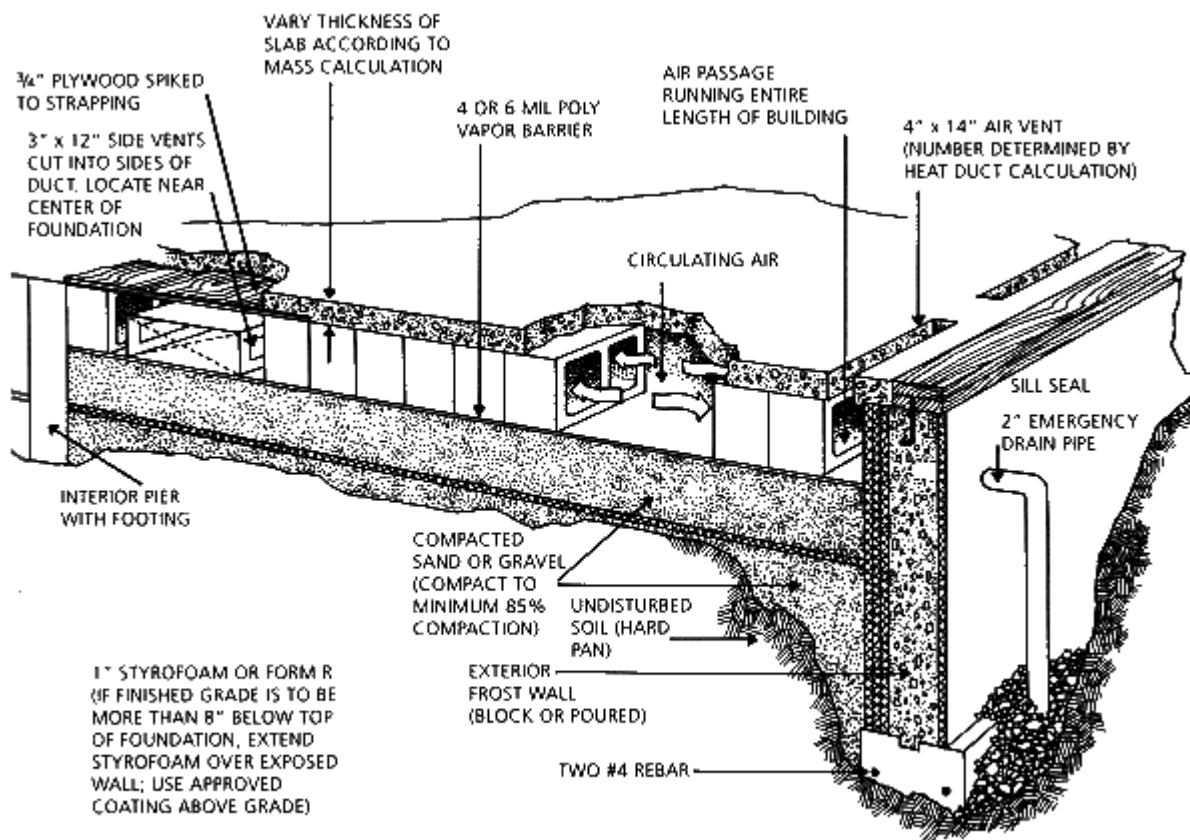 VARY THICKNESS OF
SLAB ACCORDING TO
MASS CALCULATION
¾" PLYWOOD SPIKED
TO STRAPPING
3" x 12" SIDE VENTS
CUT INTO SIDES OF
DUCT. LOCATE NEAR
CENTER OF
FOUNDATION
4 OR 6 MIL POLY
VAPOR BARRIER
AIR PASSAGE
RUNNING ENTIRE
LENGTH OF BUILDING
4" x 14" AIR VENT
(NUMBER DETERMINED BY
HEAT DUCT CALCULATION)
CIRCULATING AIR
SILL SEAL
2" EMERGENCY
DRAIN PIPE
INTERIOR PIER
WITH FOOTING
COMPACTED
SAND OR GRAVEL
(COMPACT TO
MINIMUM 85%
COMPACTION)
UNDISTURBED
SOIL (HARD
PAN)
1" STYROFOAM OR FORM R
(IF FINISHED GRADE IS TO BE
MORE THAN 8" BELOW TOP
OF FOUNDATION, EXTEND
STYROFOAM OVER EXPOSED
WALL; USE APPROVED
COATING ABOVE GRADE)
EXTERIOR
FROST WALL
(BLOCK OR POURED)
TWO #4 REBAR